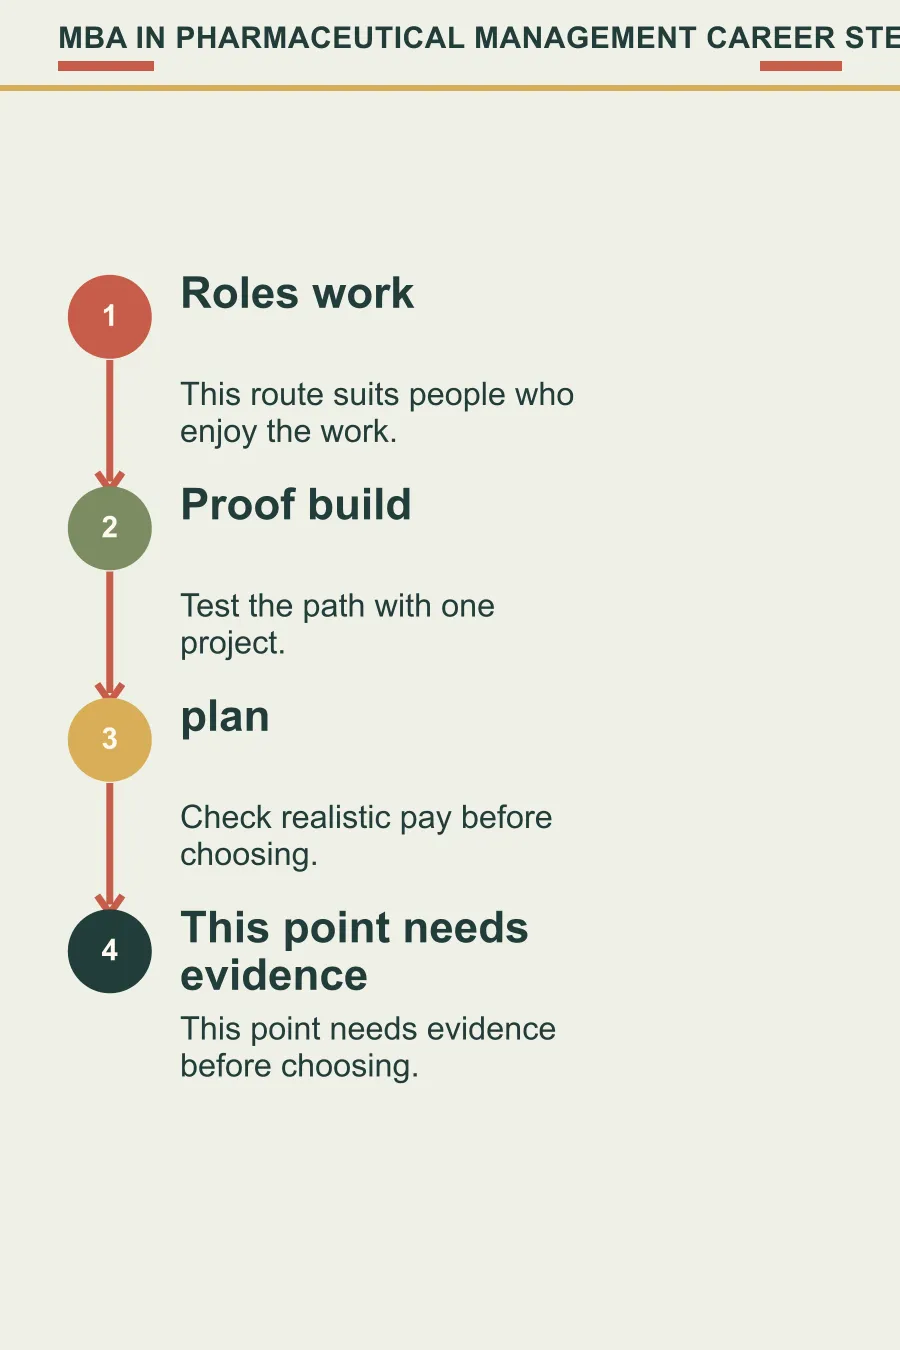 MBA IN PHARMACEUTICAL MANAGEMENT CAREER STE
1
Roles work
This route suits people who
enjoy the work.
2
Proof build
Test the path with one
project.
3
plan
Check realistic pay before
choosing.
4
This point needs
evidence
This point needs evidence
before choosing.